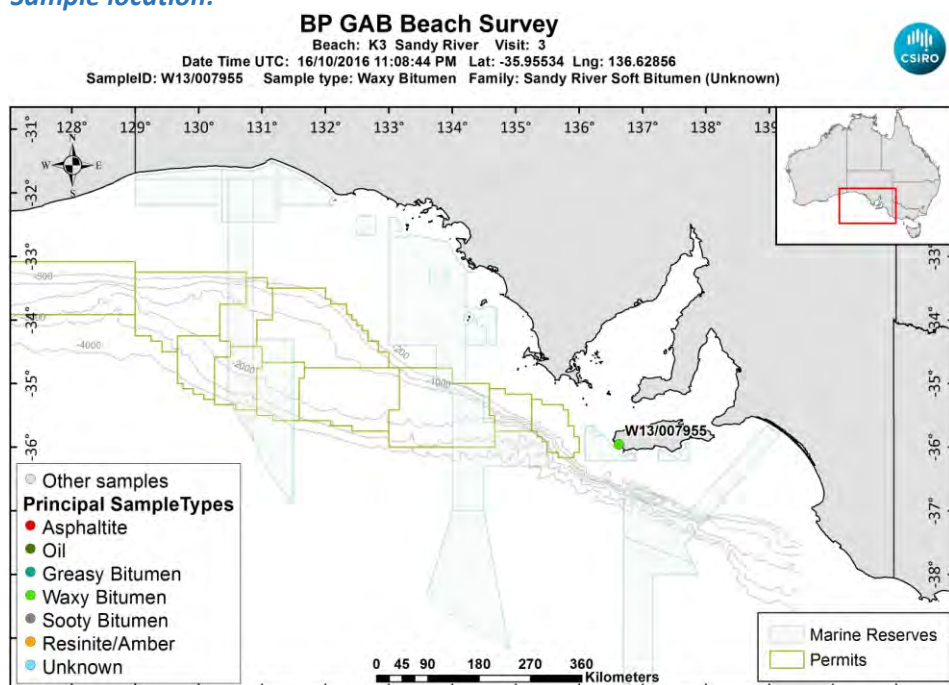 Sample location:
BP GAB Beach Survey
Beach: K3 Sandy River Visit: 3
Date Time UTC: 16/10/2016 11:08:44 PM Lat: -35.95534 Lng: 136.62856
SampleID: W13/007955 Sample type: Waxy Bitumen Family: Sandy River Soft Bitumen (Unknown)
CSIRO
128° 129° 130° 131° 132° 133° 134° 135° 136° 137° 138° 139
-31°
N
W E
S
-32°
-33°
-34° -34°
-200
-4000
-2000
-1000
-35° -35°
W13/007955
-36° -36°
Other samples
Principal SampleTypes
Asphaltite
Oil
Greasy Bitumen
Waxy Bitumen
Sooty Bitumen
Resinite/Amber
Unknown
-37°
-38°
Marine Reserves
Permits
0 45 90 180 270 360
Kilometers